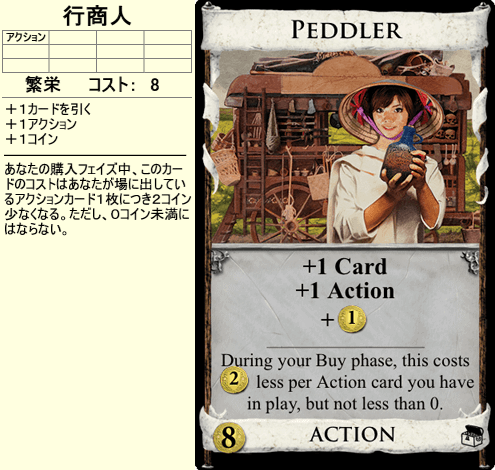 行商人
アクション
繁栄 コスト： 8
＋1カードを引く
＋1アクション
＋1コイン
あなたの購入フェイズ中、このカー
ドのコストはあなたが場に出してい
るアクションカード1枚につき2コイン
少なくなる。ただし、0コイン未満に
はならない。
PEDDLER
+1 Card
+1 Action
+ 1
During your Buy phase, this costs
2 less per Action card you have
in play, but not less than 0.
8 ACTION